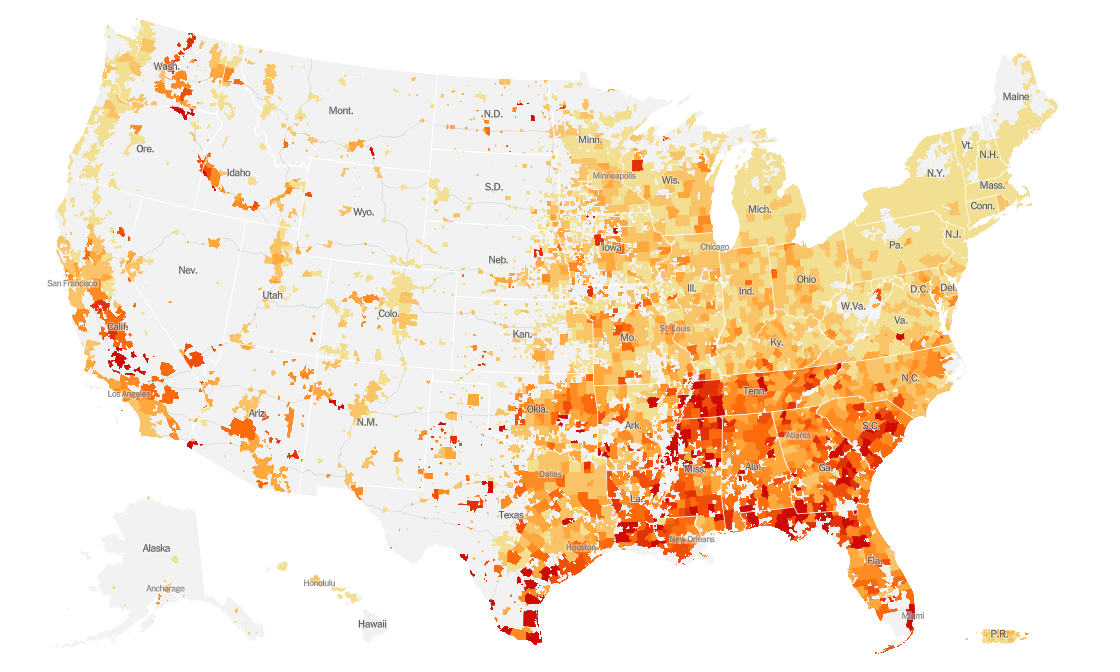 Wash.
Mont.
N.D.
Minn.
Maine
Vt.
N.H.
Ore.
Idaho
S.D.
Minneapolis
Wis.
N.Y.
Mass.
Wyo.
Mich.
Conn.
N.J.
Iowa
Chicago
Pa.
Neb.
San Francisco
Nev.
Utah
Ill.
Ind.
Ohio
D.C.
Del.
Colo.
W.Va.
Va.
Calif.
Kan.
Mo.
St. Louis
Ky.
N.C.
Los Angeles
Tenn.
Ariz.
N.M.
Okla.
Ark.
S.C.
Atlanta
Dallas
Miss.
Ala.
Ga.
La.
Texas
New Orleans
Houston
Alaska
Fla.
Anchorage
Honolulu
Hawaii
Miami
P.R.